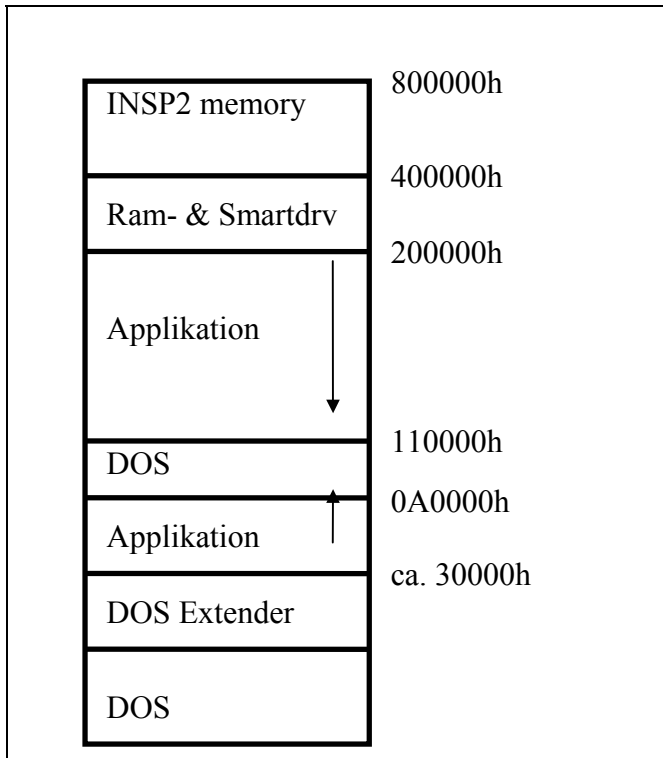 800000h
INSP2 memory
400000h
Ram- & Smartdrv
200000h
Applikation
110000h
DOS
0A0000h
Applikation
ca. 30000h
DOS Extender
DOS